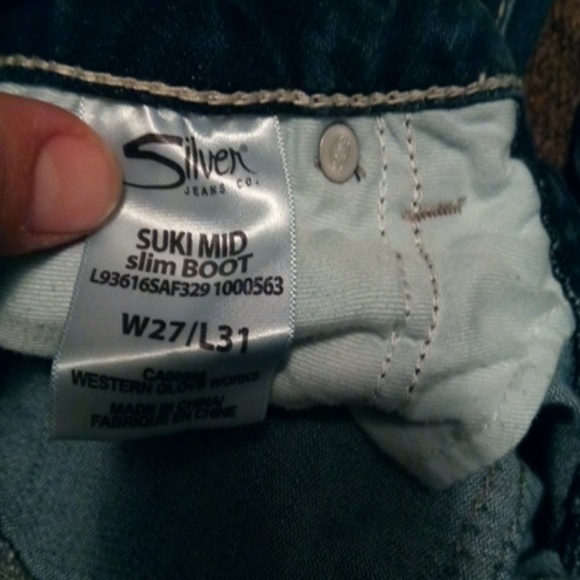 Silver
JEANS CO.
SUKI MID
slim BOOT
L93616SAF329 1000563
W27/L31
WESTERN GLOVE WORKS
MADE IN CHINA/
FABRIQUE EN CHINE